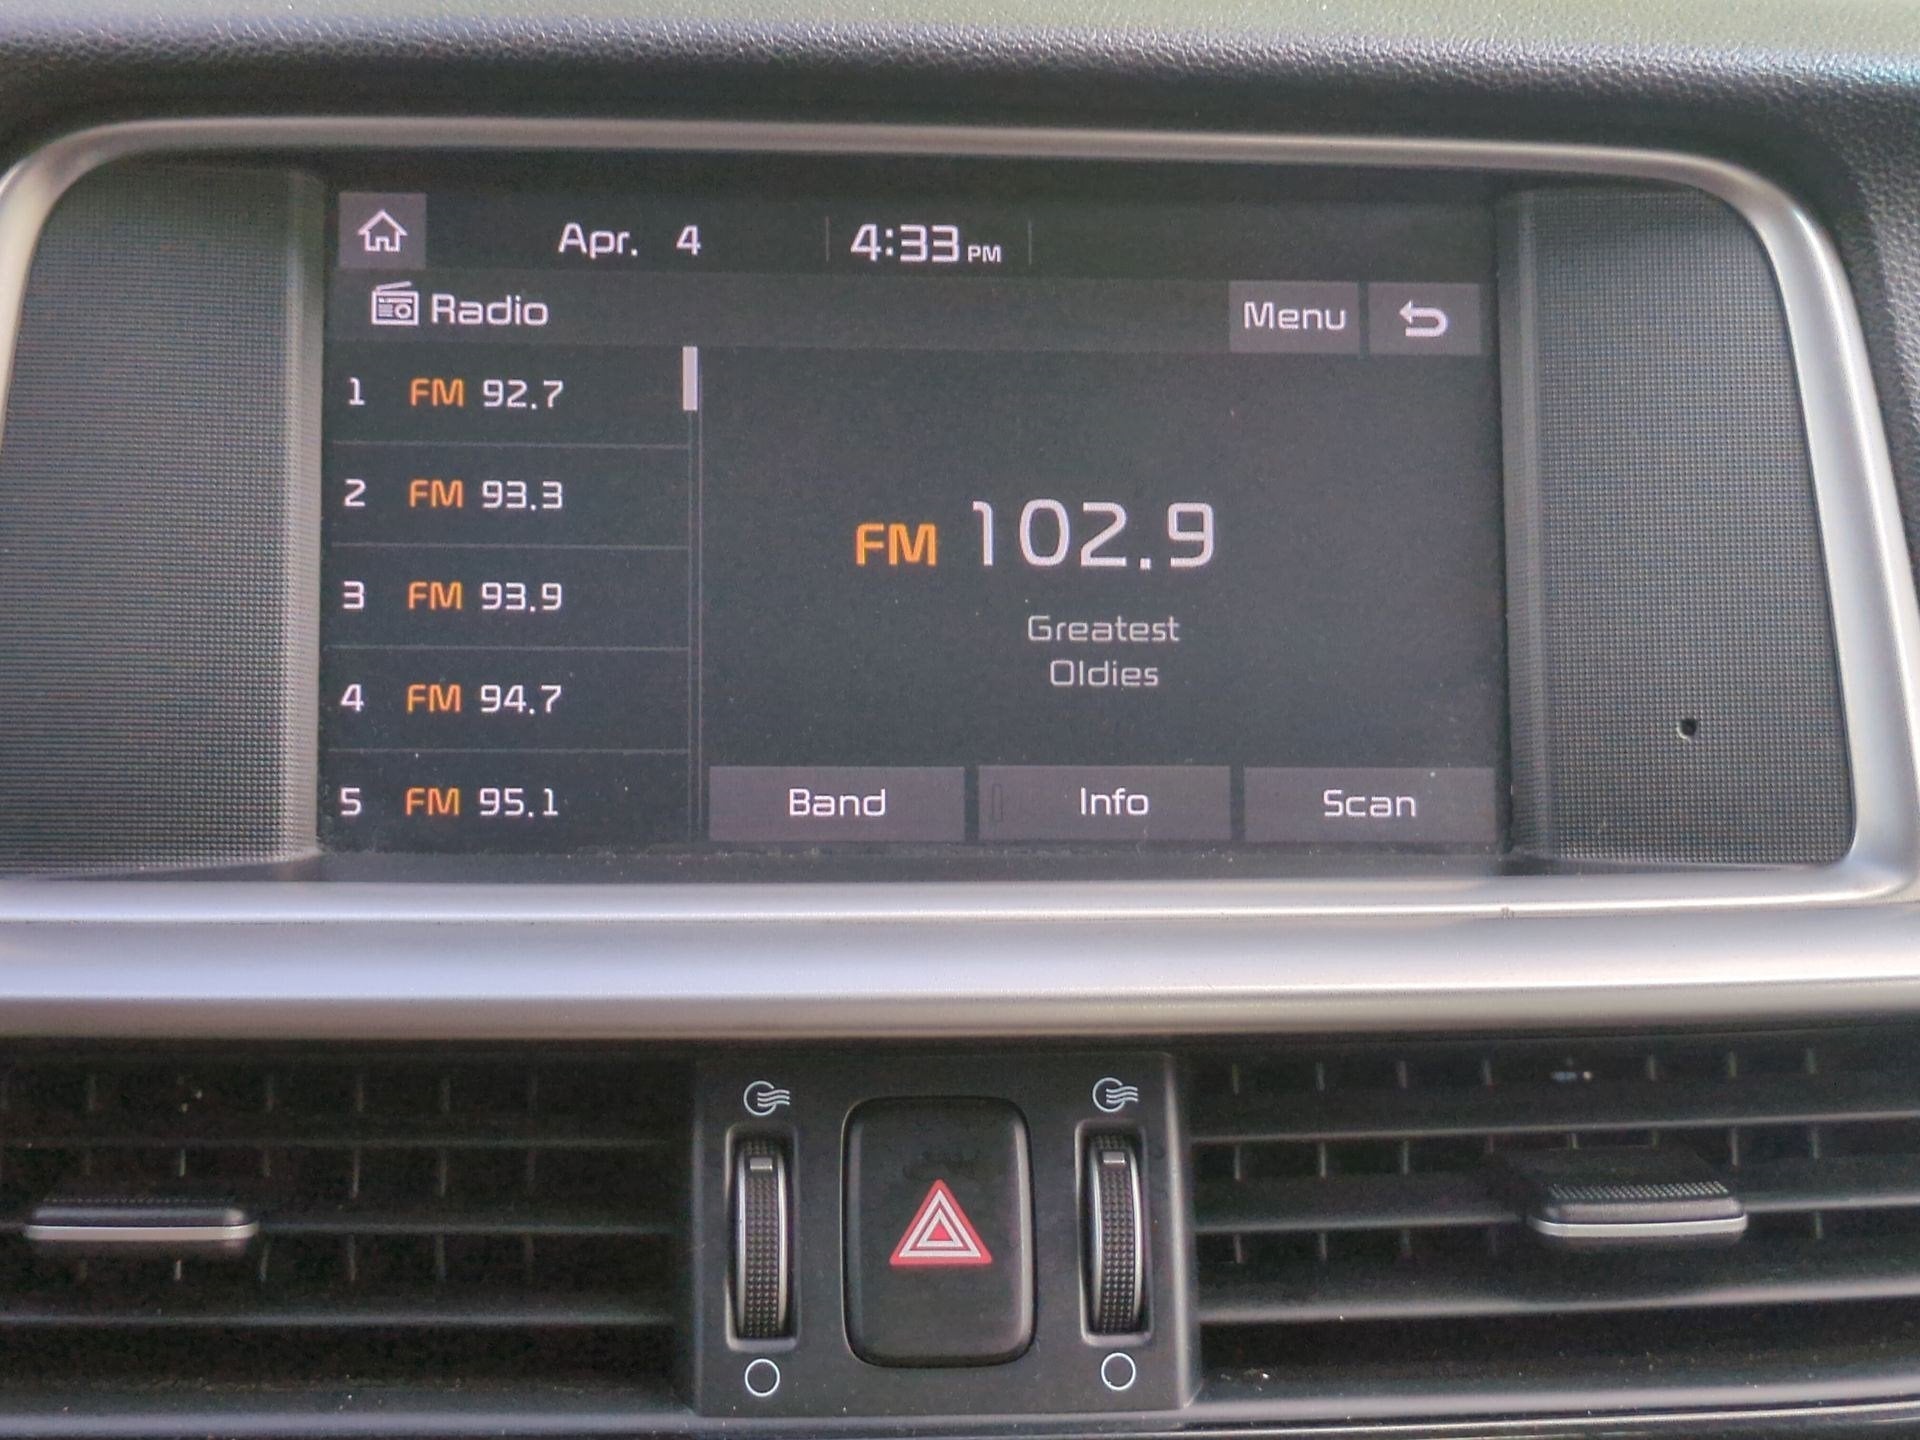 Apr. 4 4:33 PM
Radio Menu
1 FM 92.7
2 FM 93.3
3 FM 93.9
4 FM 94.7
5 FM 95.1
FM 102.9
Greatest
Oldies
Band Info Scan